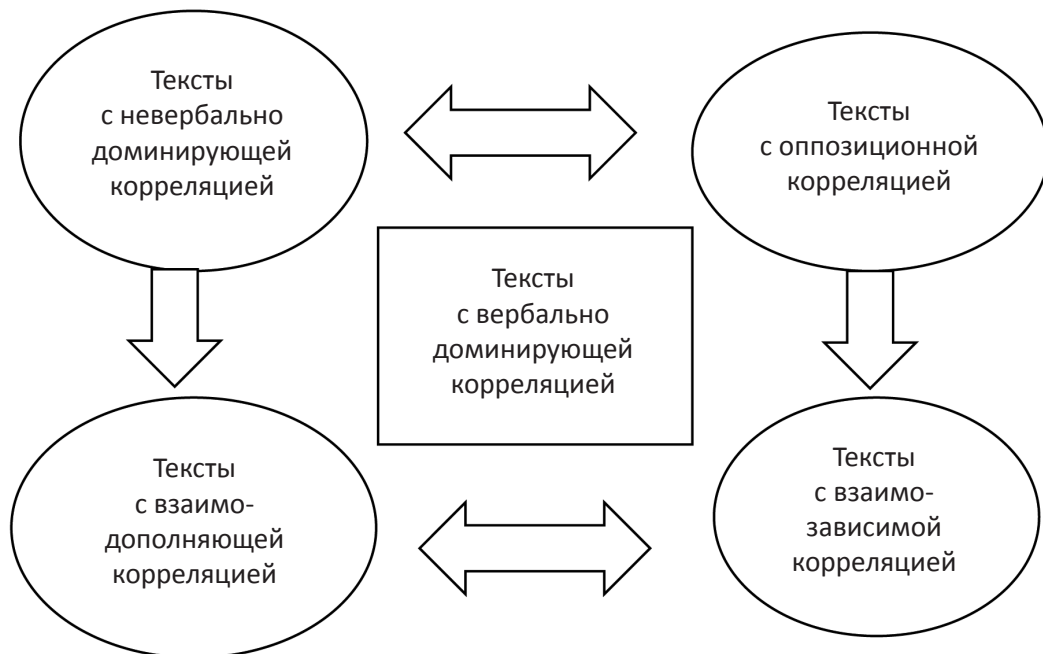 Тексты
с невербально
доминирующей
корреляцией
Тексты
с оппозиционной
корреляцией
Тексты
с вербально
доминирующей
корреляцией
Тексты
с взаимо-
дополняющей
корреляцией
Тексты
с взаимо-
зависимой
корреляцией